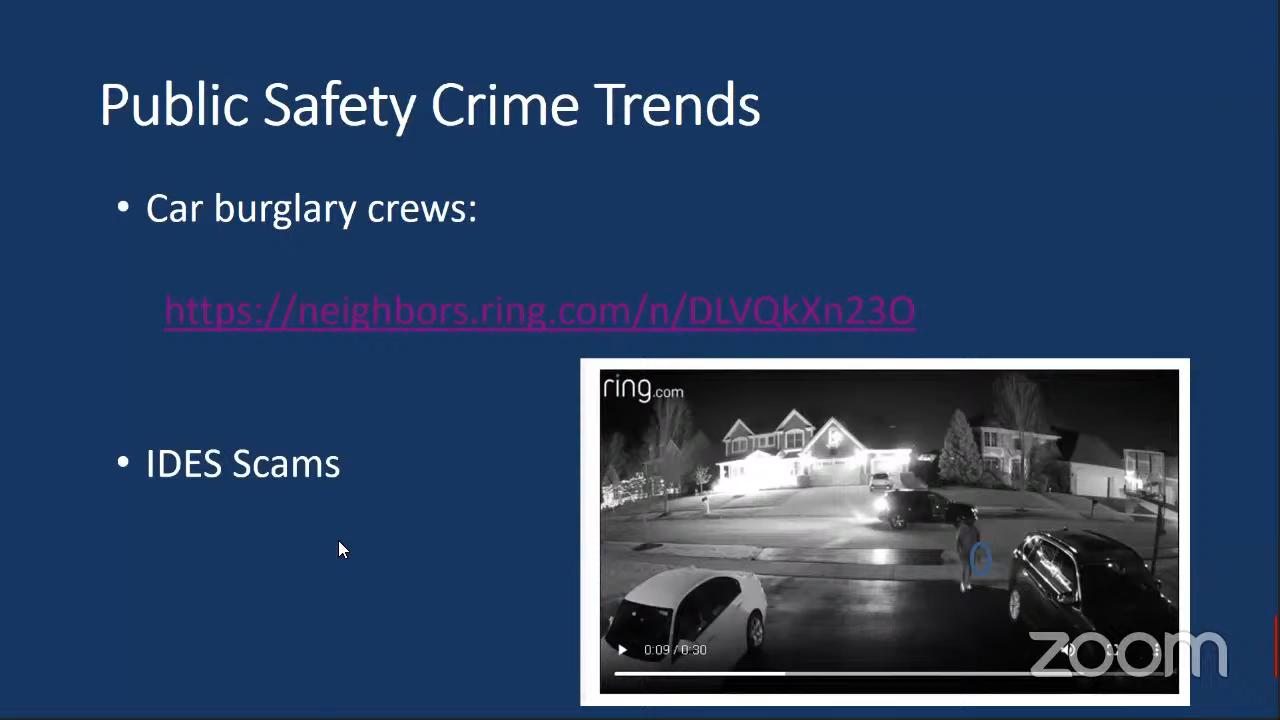 Public Safety Crime Trends
• Car burglary crews:
https://neighbors.ring.com/n/DLVQkXn23O
ring.com
• IDES Scams
0:09 / 0:30
zoom